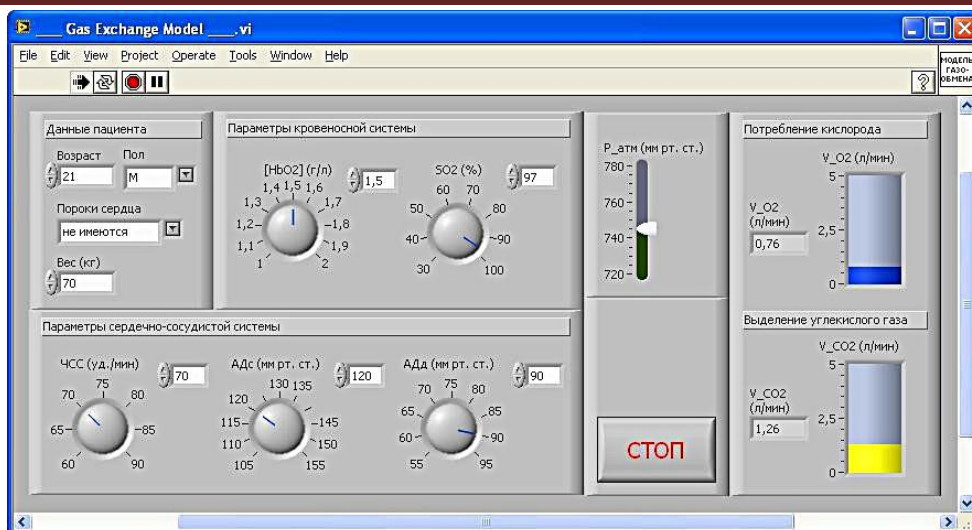 ___ Gas Exchange Model ___.vi
File Edit View Project Operate Tools Window Help
МОДЕЛЬ
ГАЗО-
ОБМЕНА
Данные пациента
Возраст Пол
21 М
Пороки сердца
не имеются
Вес (кг)
70
Параметры кровеносной системы
[HbO2] (г/л)
1,5
1 1,1 1,2 1,3 1,4 1,5 1,6 1,7 1,8 1,9 2
SO2 (%)
97
30 40 50 60 70 80 90 100
P_атм (мм рт. ст.)
780
760
740
720
Потребление кислорода
V_O2 (л/мин)
V_O2
(л/мин)
0,76
5
2,5
0
Параметры сердечно-сосудистой системы
ЧСС (уд./мин)
70
60 65 70 75 80 85 90
АДс (мм рт. ст.)
120
105 110 115 120 130 135 145 150 155
АДд (мм рт. ст.)
90
55 60 65 70 75 80 85 90 95
СТОП
Выделение углекислого газа
V_CO2 (л/мин)
V_CO2
(л/мин)
1,26
5
2,5
0